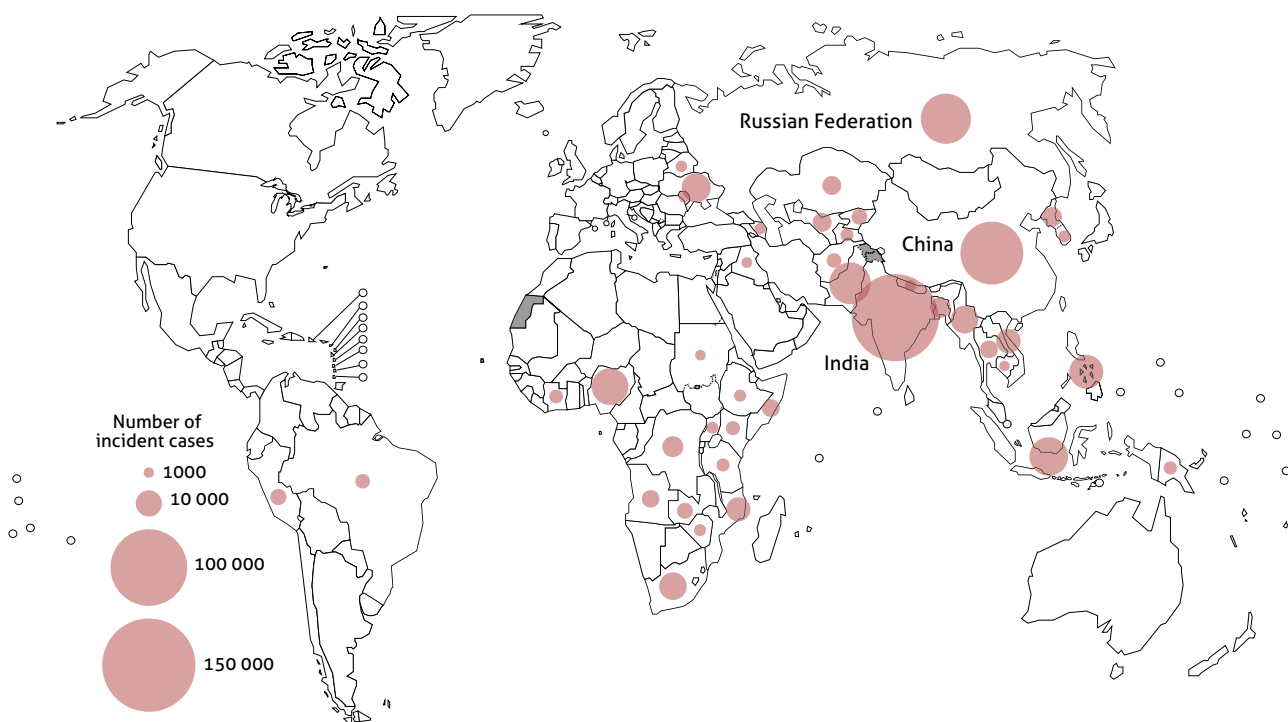 Russian Federation
China
India
Number of
incident cases
1000
10 000
100 000
150 000